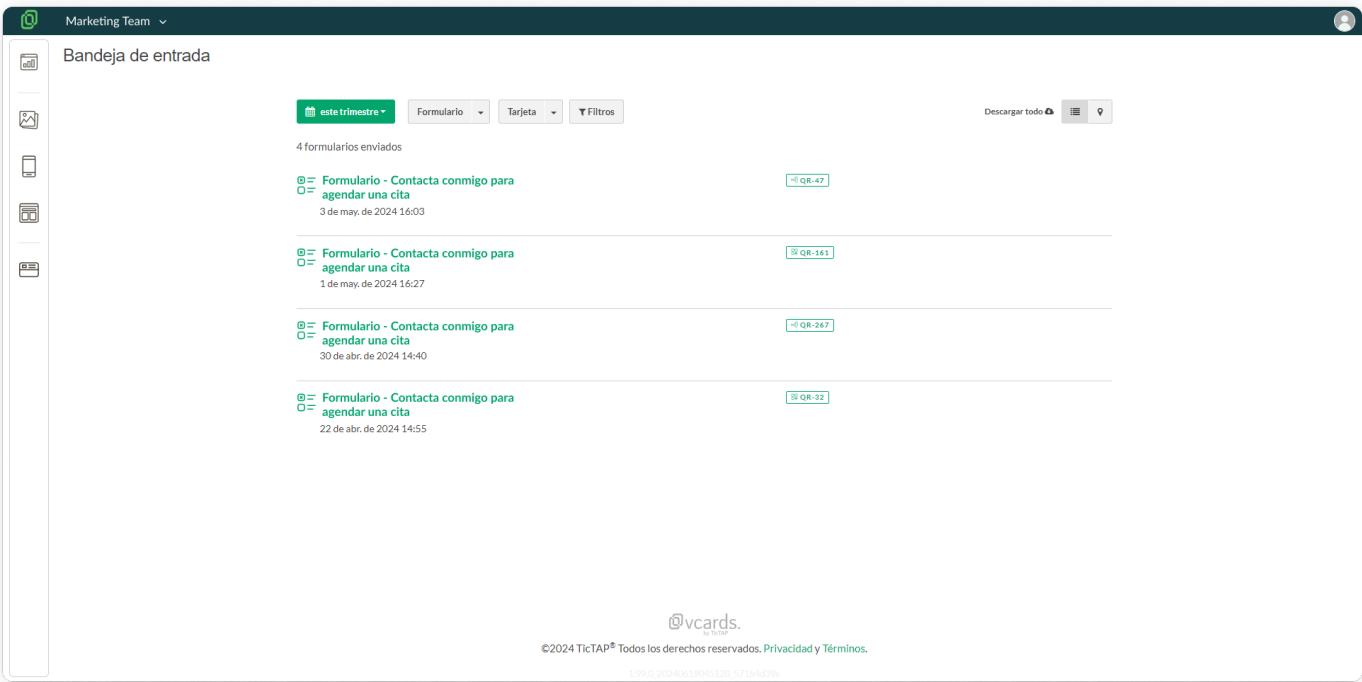 Marketing Team
Bandeja de entrada
este trimestre Formulario Tarjeta Filtros Descargar todo
4 formularios enviados
Formulario - Contacta conmigo para
agendar una cita
QR-47
3 de may. de 2024 16:03
Formulario - Contacta conmigo para
agendar una cita
QR-161
1 de may. de 2024 16:27
Formulario - Contacta conmigo para
agendar una cita
QR-267
30 de abr. de 2024 14:40
Formulario - Contacta conmigo para
agendar una cita
QR-32
22 de abr. de 2024 14:55
vcards.
by TicTAP
©2024 TicTAP® Todos los derechos reservados. Privacidad y Términos.